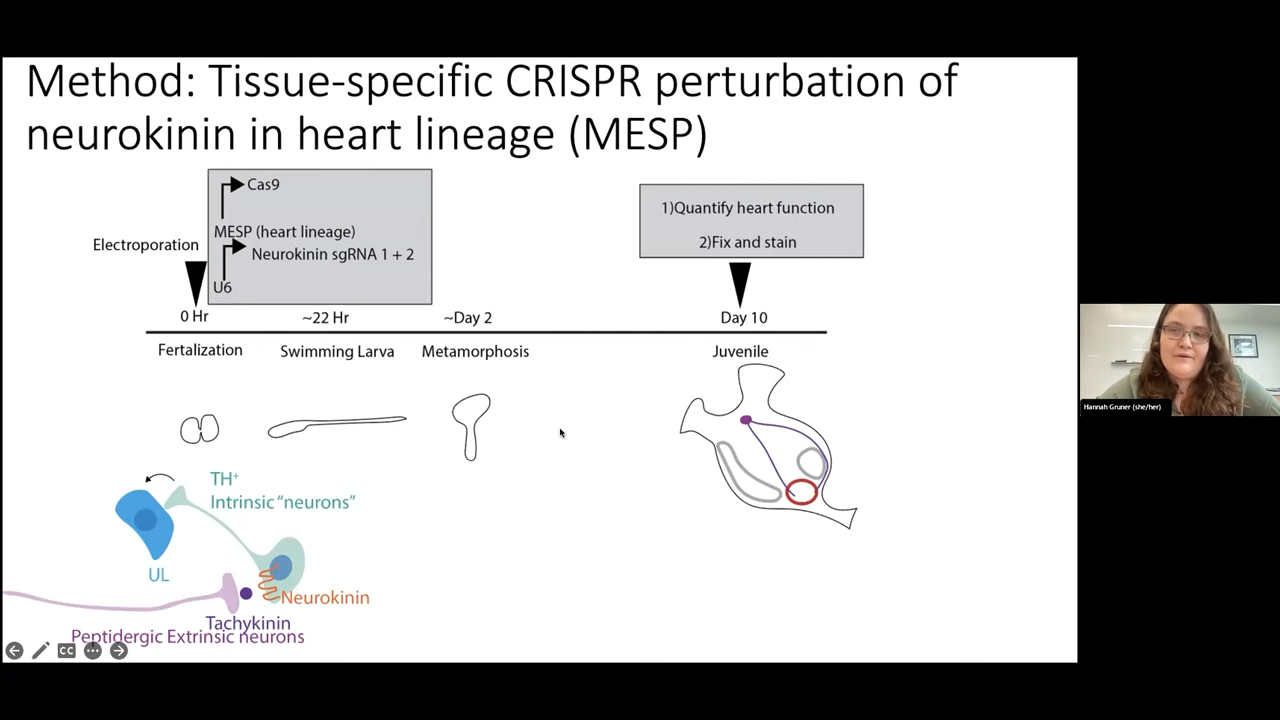 Method: Tissue-specific CRISPR perturbation of
neurokinin in heart lineage (MESP)
Cas9
MESP (heart lineage)
Neurokinin sgRNA 1 + 2
U6
Electroporation
1)Quantify heart function
2)Fix and stain
0 Hr
~22 Hr
~Day 2
Day 10
Fertalization
Swimming Larva
Metamorphosis
Juvenile
TH+
Intrinsic "neurons"
UL
Neurokinin
Tachykinin
Peptidergic Extrinsic neurons
CC
Hannah Gruner (she/her)